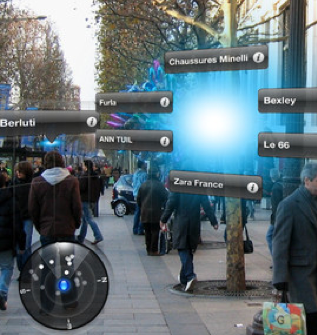 Chaussures Minelli
Furla
Bexley
Berluti
ANN TUIL
Le 66
Zara France